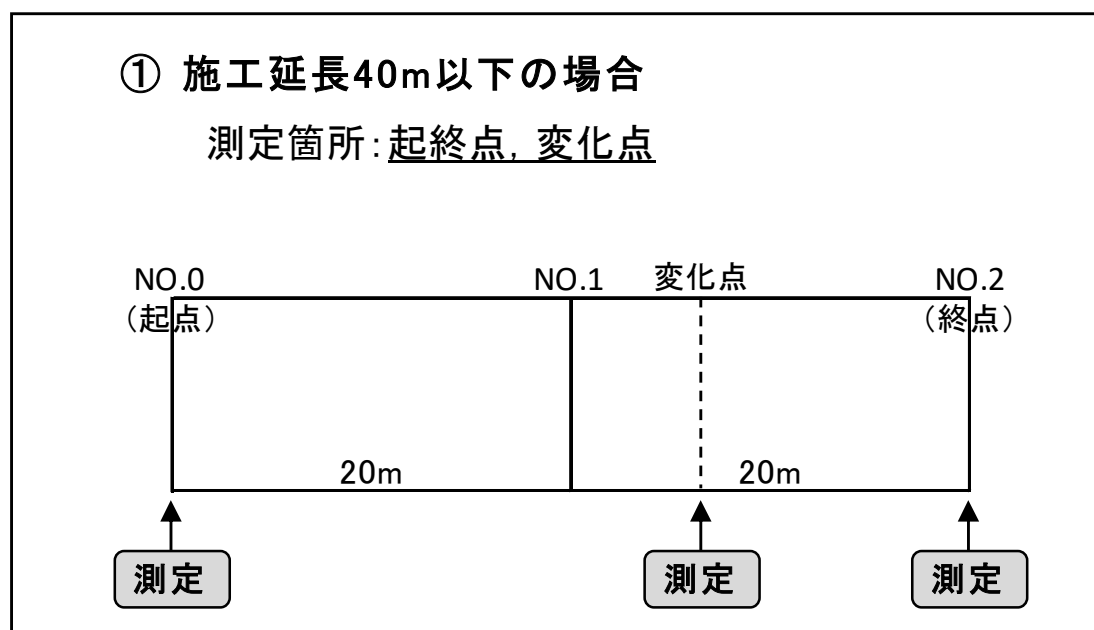 ① 施工延長40m以下の場合
測定箇所:起終点，変化点
NO.0
NO.1
変化点
NO.2
（起点）
（終点）
20m
20m
測定
測定
測定